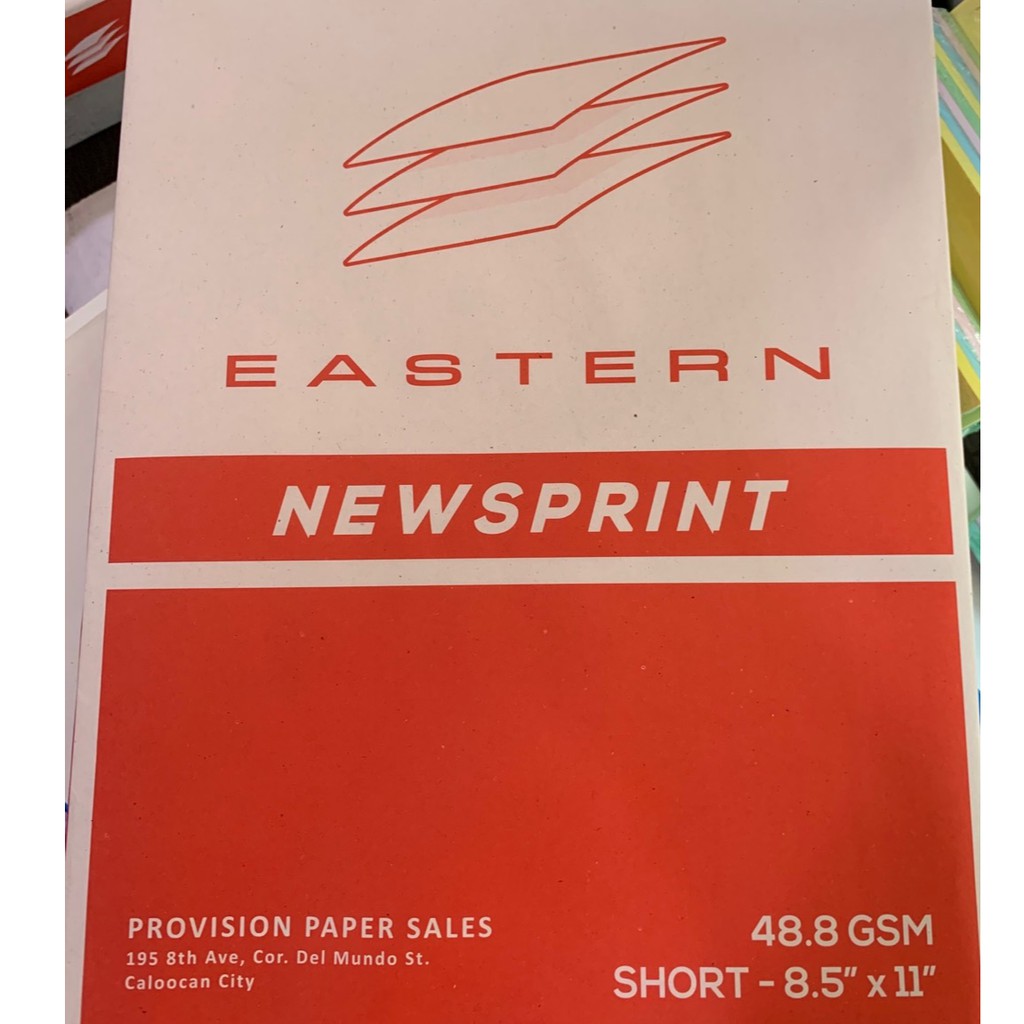 EASTERN
NEWSPRINT
PROVISION PAPER SALES
195 8th Ave, Cor. Del Mundo St.
Caloocan City
48.8 GSM
SHORT - 8.5" x 11"